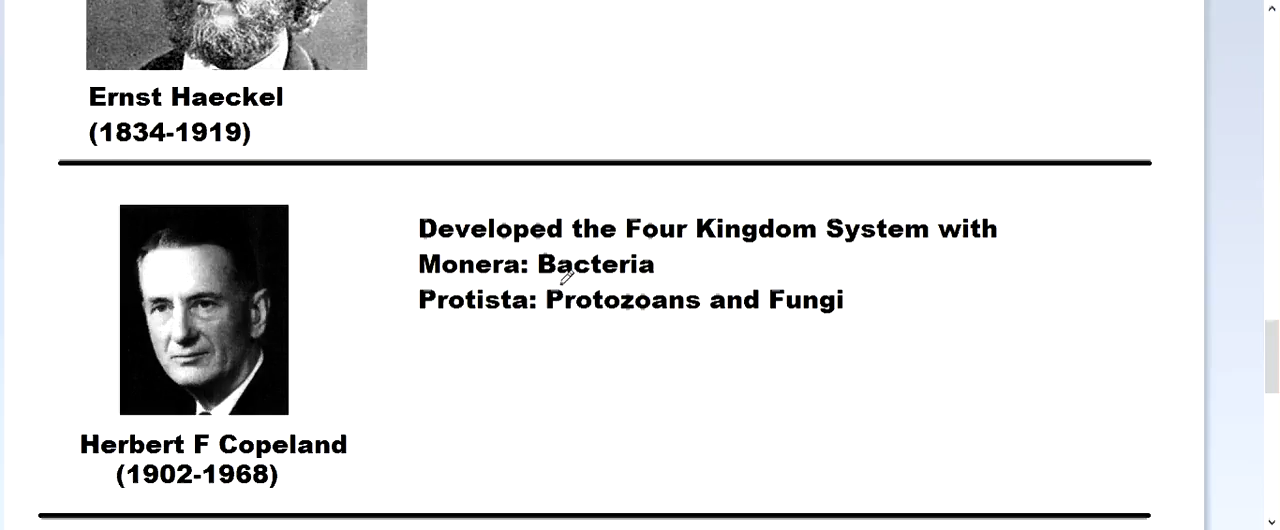 Ernst Haeckel
(1834-1919)
Developed the Four Kingdom System with
Monera: Bacteria
Protista: Protozoans and Fungi
Herbert F Copeland
(1902-1968)